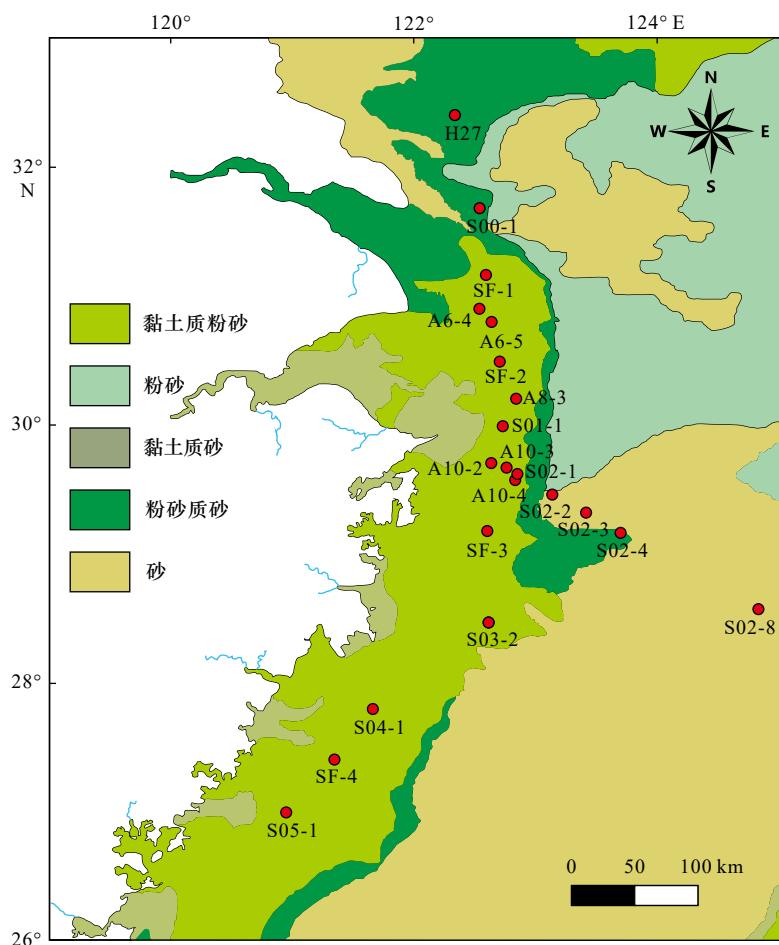 120°
122°
124° E
N
W
E
S
H27
32°
N
S00-1
SF-1
黏土质粉砂
A6-4
A6-5
SF-2
粉砂
A8-3
30°
S01-1
黏土质砂
A10-3
A10-2
S02-1
A10-4
S02-2
粉砂质砂
S02-3
S02-4
SF-3
砂
S02-8
S03-2
28°
S04-1
SF-4
S05-1
0 50 100 km
26°